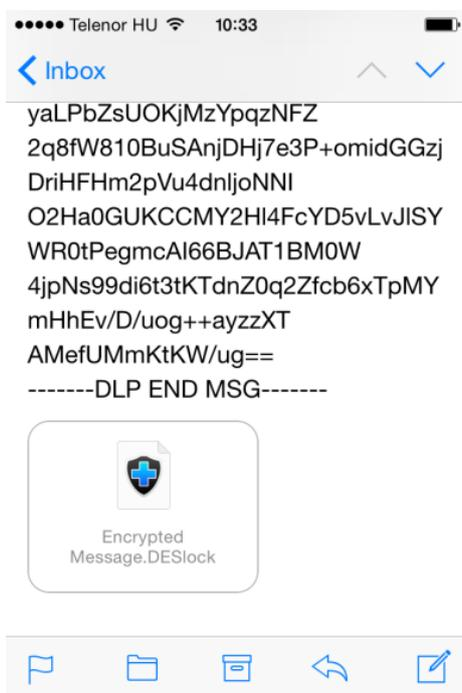 Telenor HU 10:33
Inbox
yaLPbZsUOKjMzYpqzNFZ
2q8fW810BuSAnjDHj7e3P+omidGGzj
DriHFHm2pVu4dnljoNNI
O2Ha0GUKCCMY2Hl4FcYD5vLvJlSY
WR0tPegmcAI66BJAT1BM0W
4jpNs99di6t3tKTdnZ0q2Zfcb6xTpMY
mHhEv/D/uog++ayzzXT
AMefUMmKtKW/ug==
-------DLP END MSG-------
Encrypted
Message.DESlock